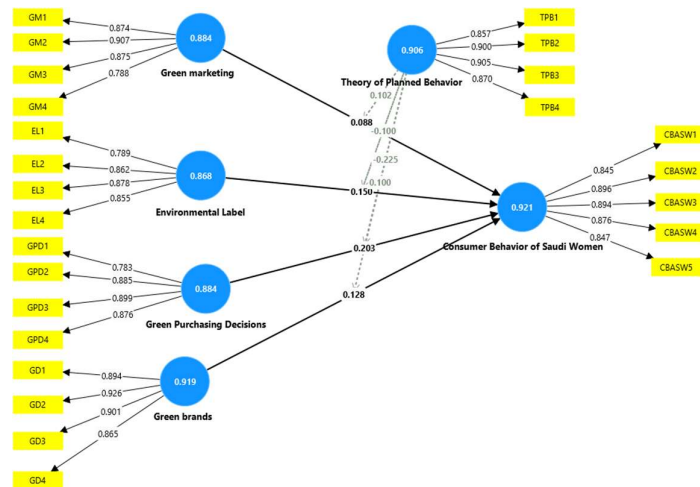 GM1
GM2
GM3
GM4
0.874
0.907
0.875
0.788
0.884
Green marketing
EL1
EL2
EL3
EL4
0.789
0.862
0.878
0.855
0.868
Environmental Label
GPD1
GPD2
GPD3
GPD4
0.783
0.885
0.899
0.876
0.884
Green Purchasing Decisions
GD1
GD2
GD3
GD4
0.894
0.926
0.901
0.865
0.919
Green brands
0.906
Theory of Planned Behavior
0.857
0.900
0.905
0.870
TPB1
TPB2
TPB3
TPB4
0.102
0.088
-0.100
-0.225
-0.100
0.150
0.203
0.128
0.921
Consumer Behavior of Saudi Women
0.845
0.896
0.894
0.876
0.847
CBASW1
CBASW2
CBASW3
CBASW4
CBASW5